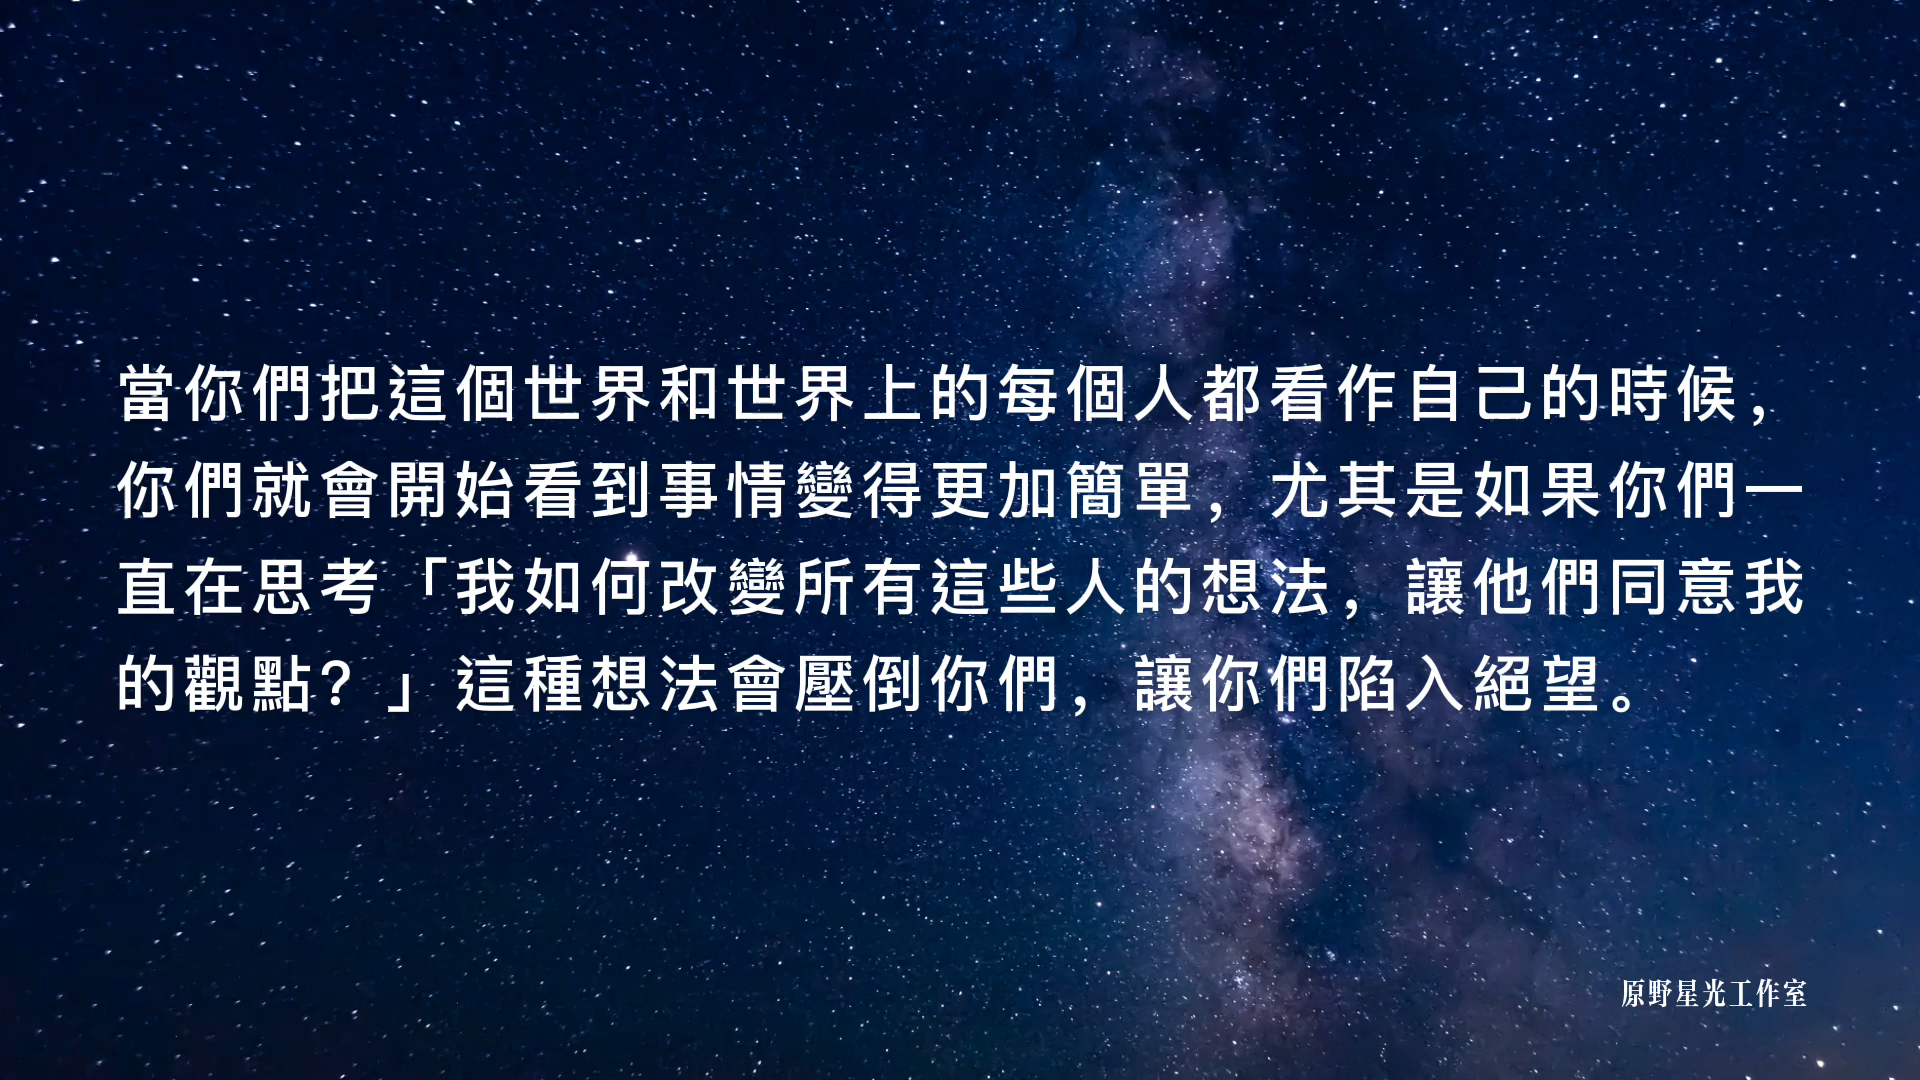 當你們把這個世界和世界上的每個人都看作自己的時候，
你們就會開始看到事情變得更加簡單，尤其是如果你們一
直在思考「我如何改變所有這些人的想法，讓他們同意我
的觀點？」這種想法會壓倒你們，讓你們陷入絕望。
原野星光工作室